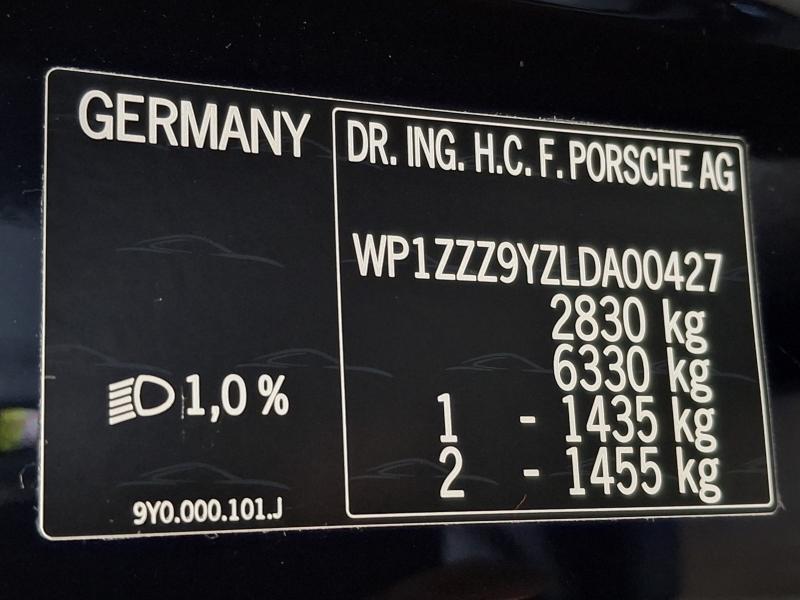 GERMANY
DR. ING. H.C. F. PORSCHE AG
WP1ZZZ9YZLDA00427
2830 kg
6330 kg
1 - 1435 kg
2 - 1455 kg
1,0 %
9Y0.000.101.J